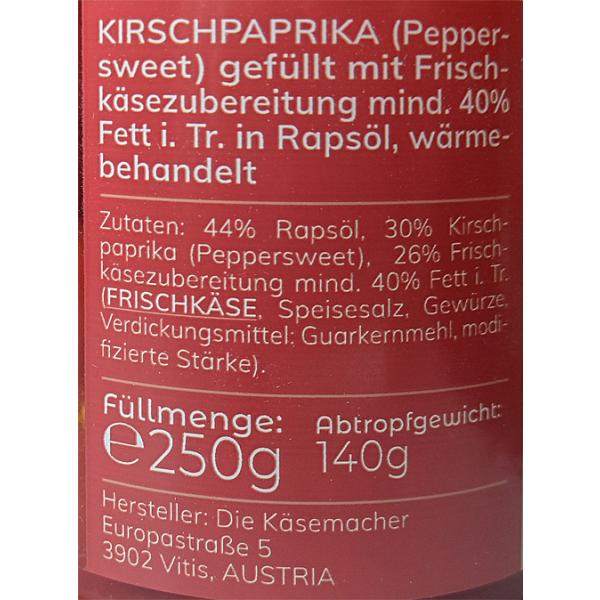 KIRSCHPAPRIKA (Pepper-
sweet) gefüllt mit Frisch-
käsezubereitung mind. 40%
Fett i. Tr. in Rapsöl, wärme-
behandelt
Zutaten: 44% Rapsöl, 30% Kirsch-
paprika (Peppersweet), 26% Frisch-
käsezubereitung mind. 40% Fett i. Tr.
(FRISCHKÄSE, Speisesalz, Gewürze,
Verdickungsmittel: Guarkernmehl, modi-
fizierte Stärke).
Füllmenge: Abtropfgewicht:
℮250g 140g
Hersteller: Die Käsemacher
Europastraße 5
3902 Vitis, AUSTRIA